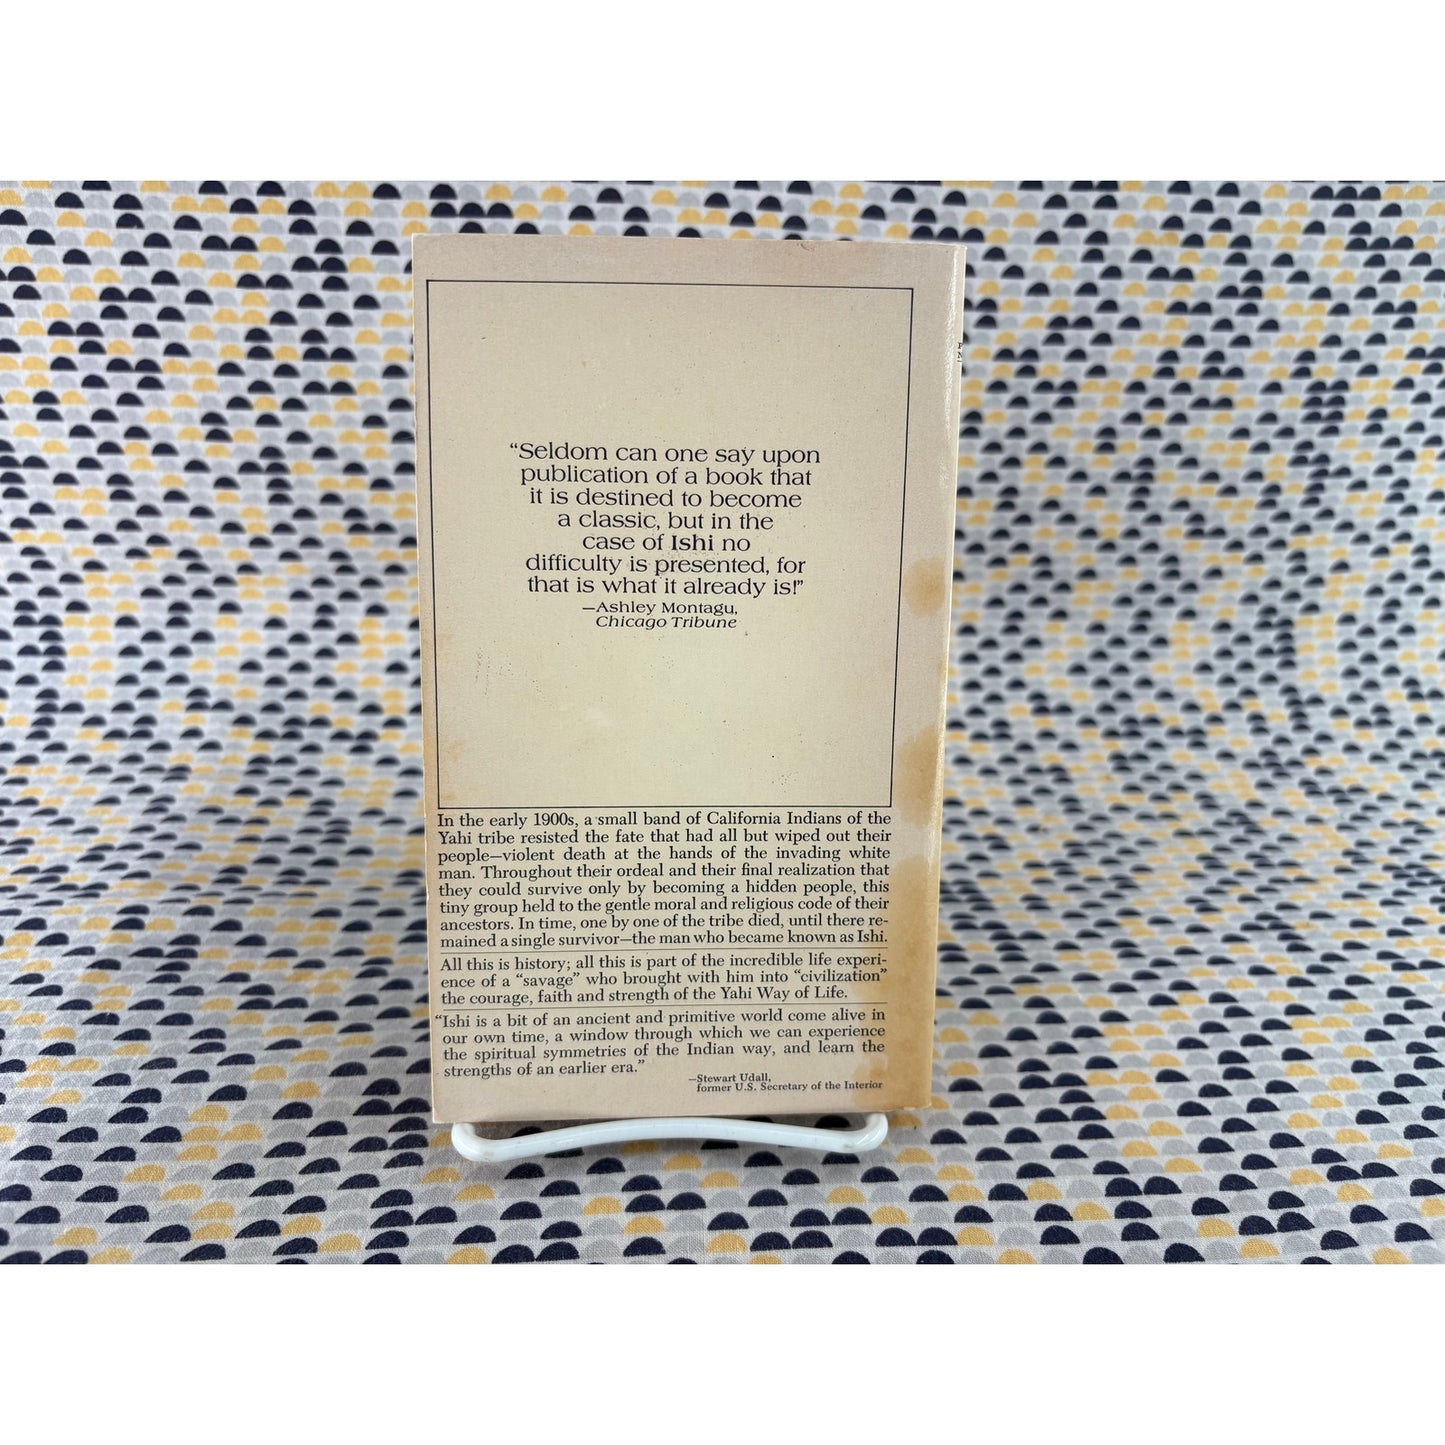 “Seldom can one say upon
publication of a book that
it is destined to become
a classic, but in the
case of Ishi no
difficulty is presented, for
that is what it already is!”
—Ashley Montagu,
Chicago Tribune
In the early 1900s, a small band of California Indians of the
Yahi tribe resisted the fate that had all but wiped out their
people—violent death at the hands of the invading white
man. Throughout their ordeal and their final realization that
they could survive only by becoming a hidden people, this
tiny group held to the gentle moral and religious code of their
ancestors. In time, one by one of the tribe died, until there re-
mained a single survivor—the man who became known as Ishi.
All this is history; all this is part of the incredible life experi-
ence of a “savage” who brought with him into “civilization”
the courage, faith and strength of the Yahi Way of Life.
“Ishi is a bit of an ancient and primitive world come alive in
our own time, a window through which we can experience
the spiritual symmetries of the Indian way, and learn the
strengths of an earlier era.”
—Stewart Udall,
former U.S. Secretary of the Interior